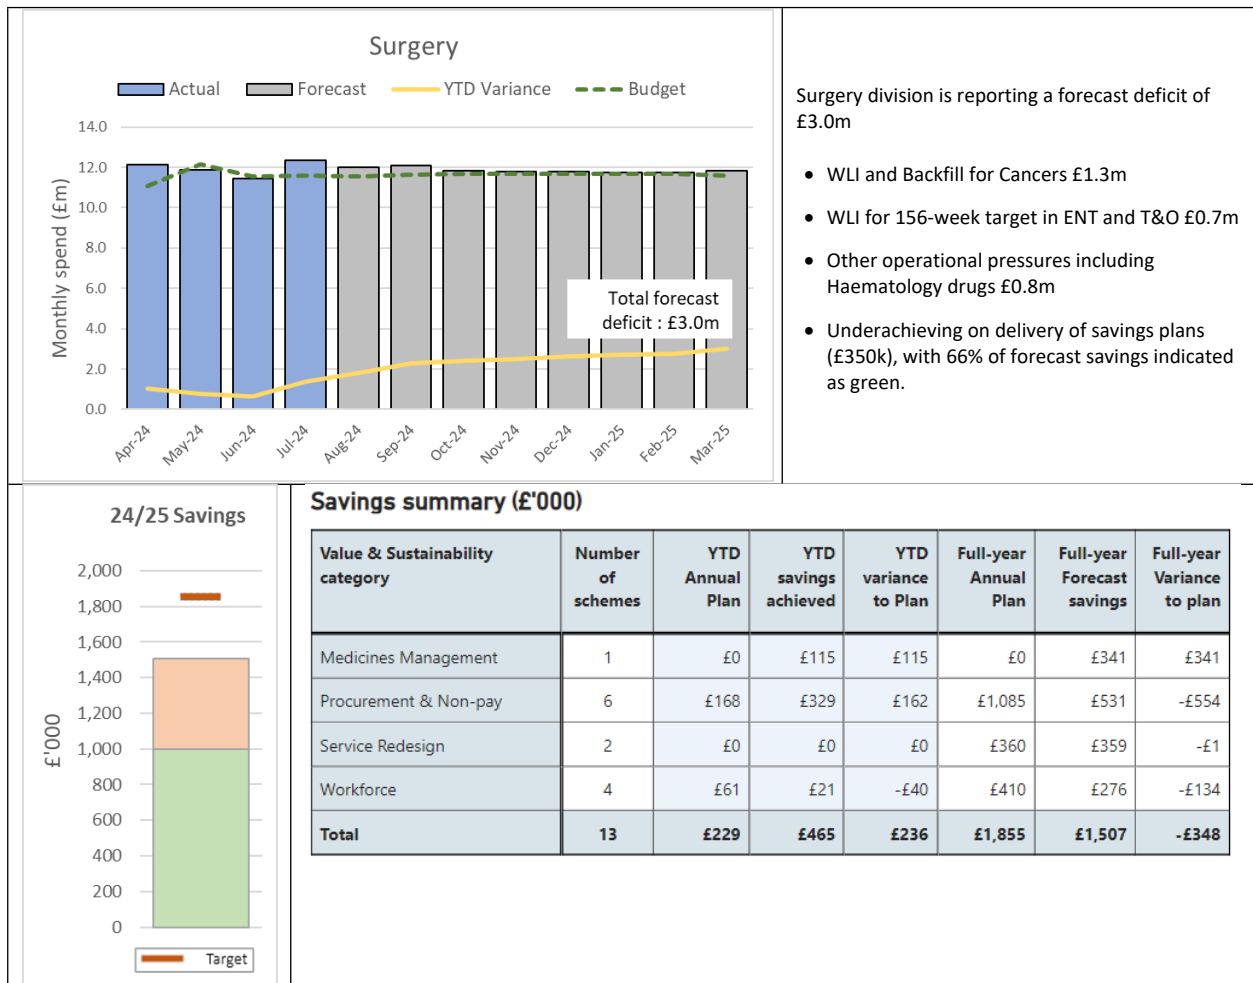 Surgery
Actual Forecast YTD Variance Budget
Monthly spend (£m)
14.0
12.0
10.0
8.0
6.0
4.0
2.0
0.0
Total forecast
deficit : £3.0m
Apr-24 May-24 Jun-24 Jul-24 Aug-24 Sep-24 Oct-24 Nov-24 Dec-24 Jan-25 Feb-25 Mar-25
Surgery division is reporting a forecast deficit of
£3.0m
• WLI and Backfill for Cancers £1.3m
• WLI for 156-week target in ENT and T&O £0.7m
• Other operational pressures including
Haematology drugs £0.8m
• Underachieving on delivery of savings plans
(£350k), with 66% of forecast savings indicated
as green.
24/25 Savings
£'000
2,000
1,800
1,600
1,400
1,200
1,000
800
600
400
200
0
Target
Savings summary (£'000)
Value & Sustainability category Number of schemes YTD Annual Plan YTD savings achieved YTD variance to Plan Full-year Annual Plan Full-year Forecast savings Full-year Variance to plan
Medicines Management 1 £0 £115 £115 £0 £341 £341
Procurement & Non-pay 6 £168 £329 £162 £1,085 £531 -£554
Service Redesign 2 £0 £0 £0 £360 £359 -£1
Workforce 4 £61 £21 -£40 £410 £276 -£134
Total 13 £229 £465 £236 £1,855 £1,507 -£348